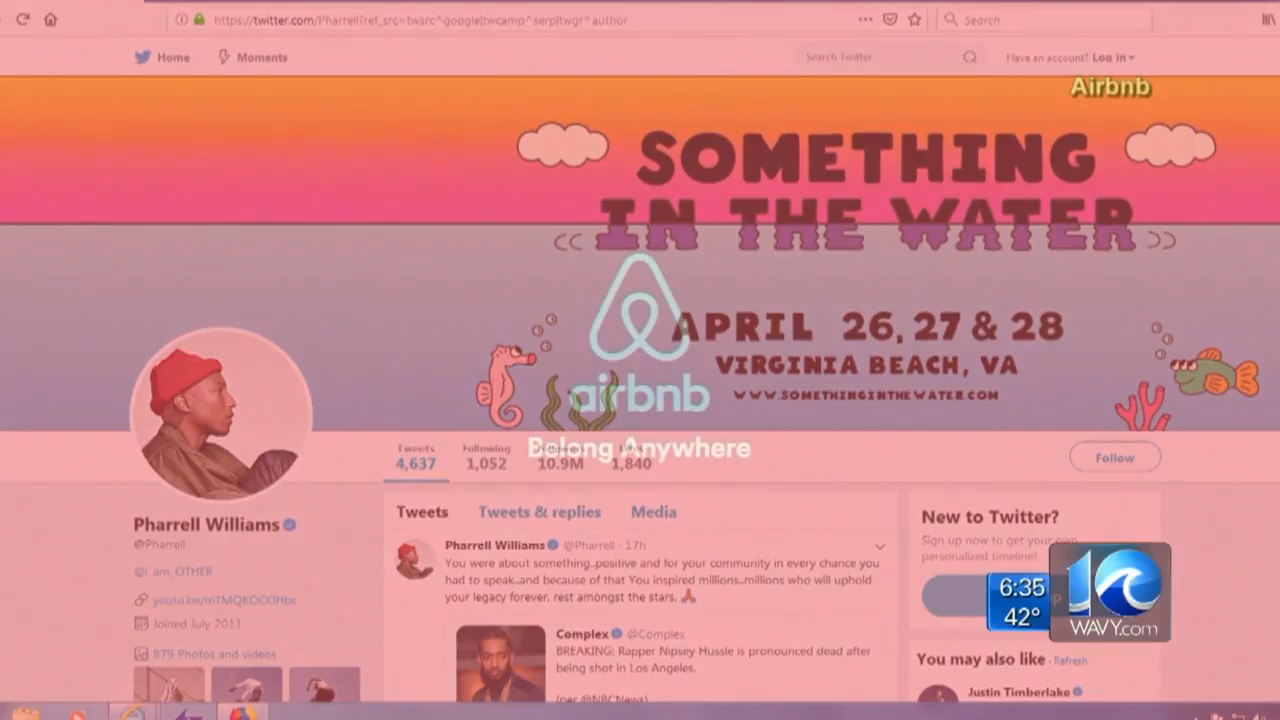 https://twitter.com/Pharrell?ref_src=twsrc^google|twcamp^serp|twgr^author
Search
Home
Moments
Search Twitter
Have an account? Log in
Airbnb
SOMETHING
IN THE WATER
APRIL 26, 27 & 28
VIRGINIA BEACH, VA
WWW.SOMETHINGINTHEWATER.COM
airbnb
Belong Anywhere
Tweets
Following
4,637
1,052
10.9M
1,840
Follow
Pharrell Williams
@Pharrell
@i_am_OTHER
youtu.be/mTMQKOO0Hbc
Joined July 2011
879 Photos and videos
Tweets
Tweets & replies
Media
Pharrell Williams @Pharrell · 17h
You were about something..positive and for your community in every chance you
had to speak..and because of that You inspired millions..millions who will uphold
your legacy forever. rest amongst the stars.
Complex @Complex
BREAKING: Rapper Nipsey Hussle is pronounced dead after
being shot in Los Angeles.
(per @NBCNews)
New to Twitter?
Sign up now to get your own
personalized timeline!
You may also like · Refresh
Justin Timberlake
6:35
42°
10
WAVY.com